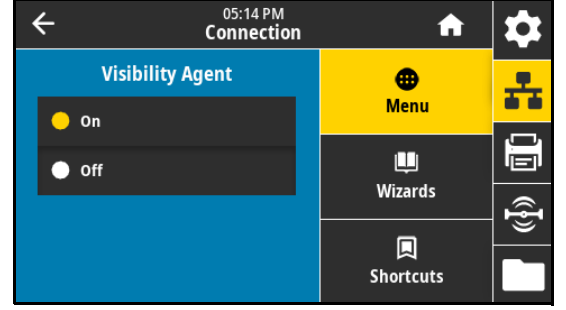 05:14 PM
Connection
Visibility Agent
On
Off
Menu
Wizards
Shortcuts